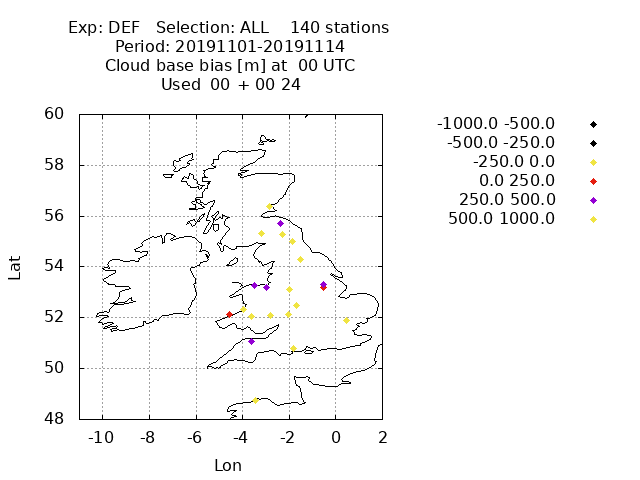 Exp: DEF Selection: ALL 140 stations
Period: 20191101-20191114
Cloud base bias [m] at 00 UTC
Used 00 + 00 24
-1000.0 -500.0
-500.0 -250.0
-250.0 0.0
0.0 250.0
250.0 500.0
500.0 1000.0
60
58
56
54
52
50
48
Lat
-10 -8 -6 -4 -2 0 2
Lon